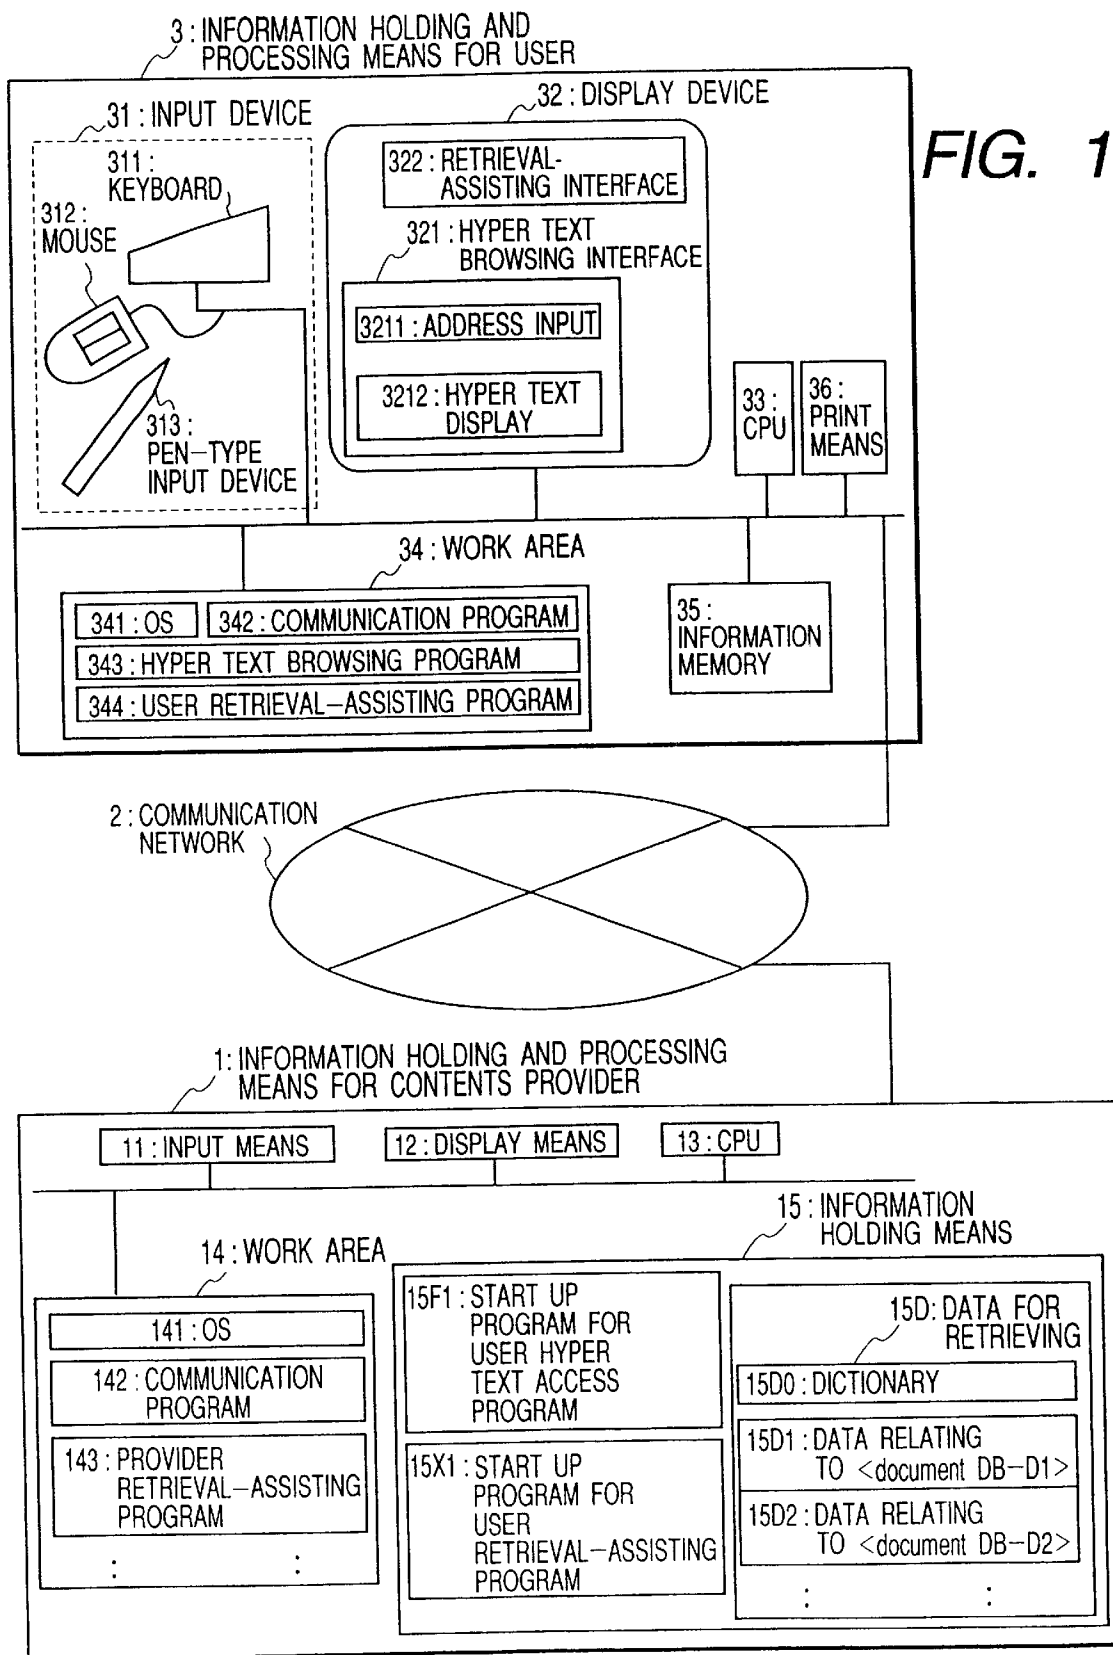 3 : INFORMATION HOLDING AND
PROCESSING MEANS FOR USER
FIG. 1
31 : INPUT DEVICE
311 :
KEYBOARD
312 :
MOUSE
313 :
PEN-TYPE
INPUT DEVICE
32 : DISPLAY DEVICE
322 : RETRIEVAL-
ASSISTING INTERFACE
321 : HYPER TEXT
BROWSING INTERFACE
3211 : ADDRESS INPUT
3212 : HYPER TEXT
DISPLAY
33 :
CPU
36 :
PRINT
MEANS
34 : WORK AREA
341 : OS
342 : COMMUNICATION PROGRAM
343 : HYPER TEXT BROWSING PROGRAM
344 : USER RETRIEVAL-ASSISTING PROGRAM
35 :
INFORMATION
MEMORY
2 : COMMUNICATION
NETWORK
1 : INFORMATION HOLDING AND PROCESSING
MEANS FOR CONTENTS PROVIDER
11 : INPUT MEANS
12 : DISPLAY MEANS
13 : CPU
14 : WORK AREA
141 : OS
142 : COMMUNICATION
PROGRAM
143 : PROVIDER
RETRIEVAL-ASSISTING
PROGRAM
: :
15 : INFORMATION
HOLDING MEANS
15F1 : START UP
PROGRAM FOR
USER HYPER
TEXT ACCESS
PROGRAM
15X1 : START UP
PROGRAM FOR
USER
RETRIEVAL-ASSISTING
PROGRAM
15D: DATA FOR
RETRIEVING
15D0 : DICTIONARY
15D1 : DATA RELATING
TO <document DB-D1>
15D2 : DATA RELATING
TO <document DB-D2>
: :